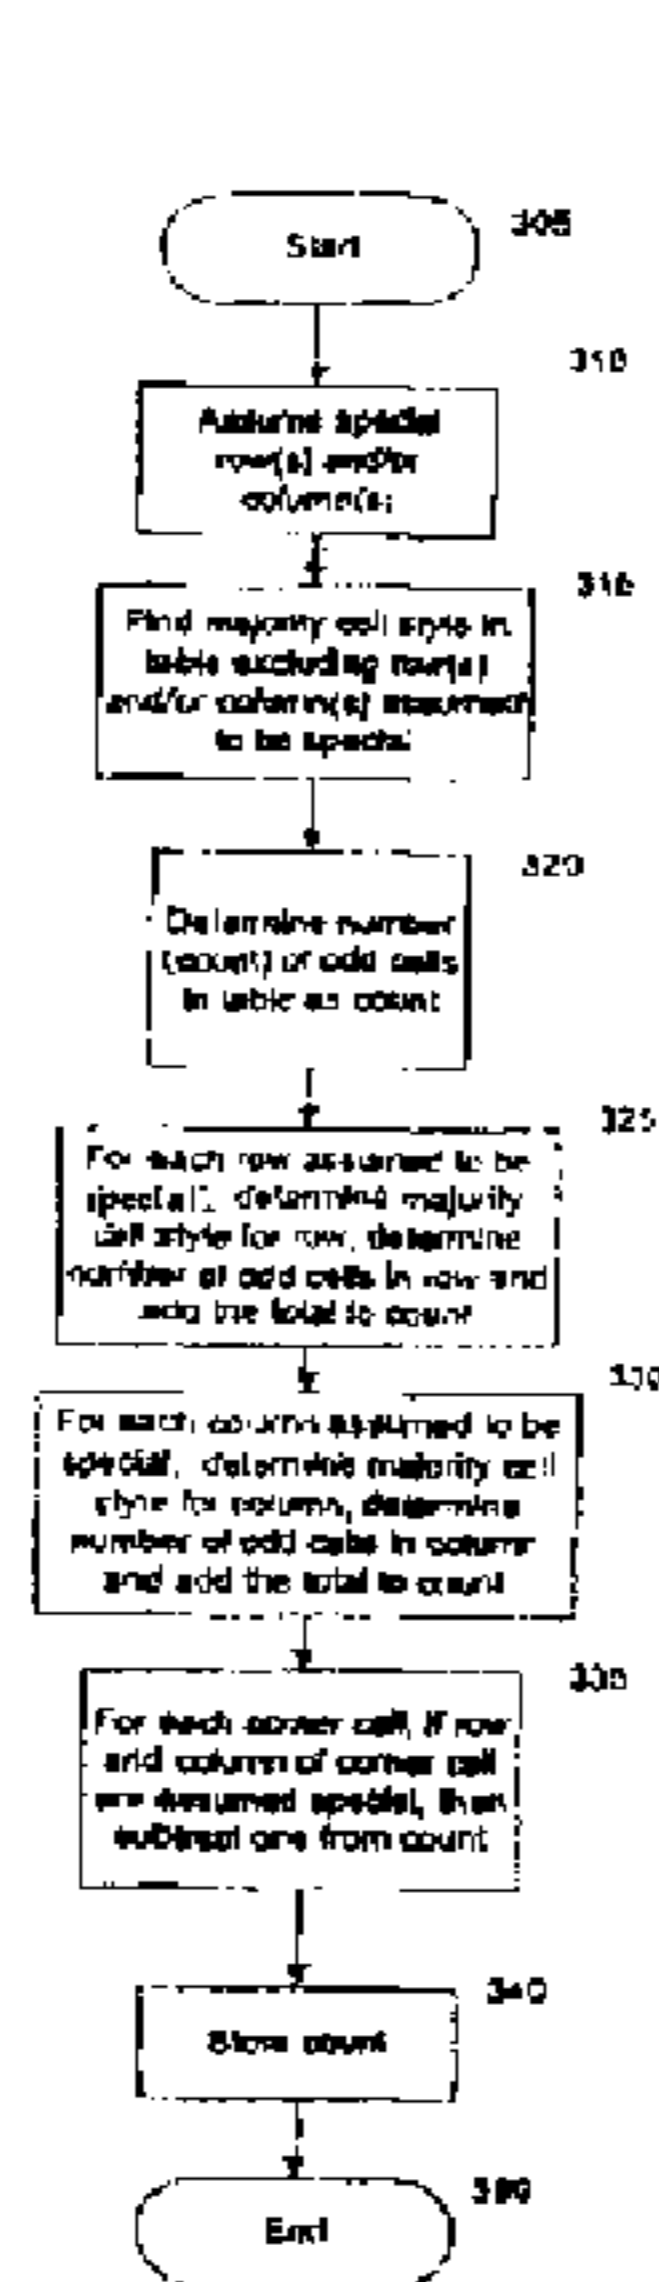 Start
305
310
Assume special
row(s) and/or
column(s)
315
Find majority cell style in
table excluding row(s)
and/or column(s) assumed
to be special
320
Determine number
(count) of odd cells
in table as count
325
For each row assumed to be
special, determine majority
cell style for row, determine
number of odd cells in row and
add the total to count
330
For each column assumed to be
special, determine majority cell
style for column, determine
number of odd cells in column
and add the total to count
335
For each corner cell, if row
and column of corner cell
are assumed special, then
subtract one from count
340
Store count
End